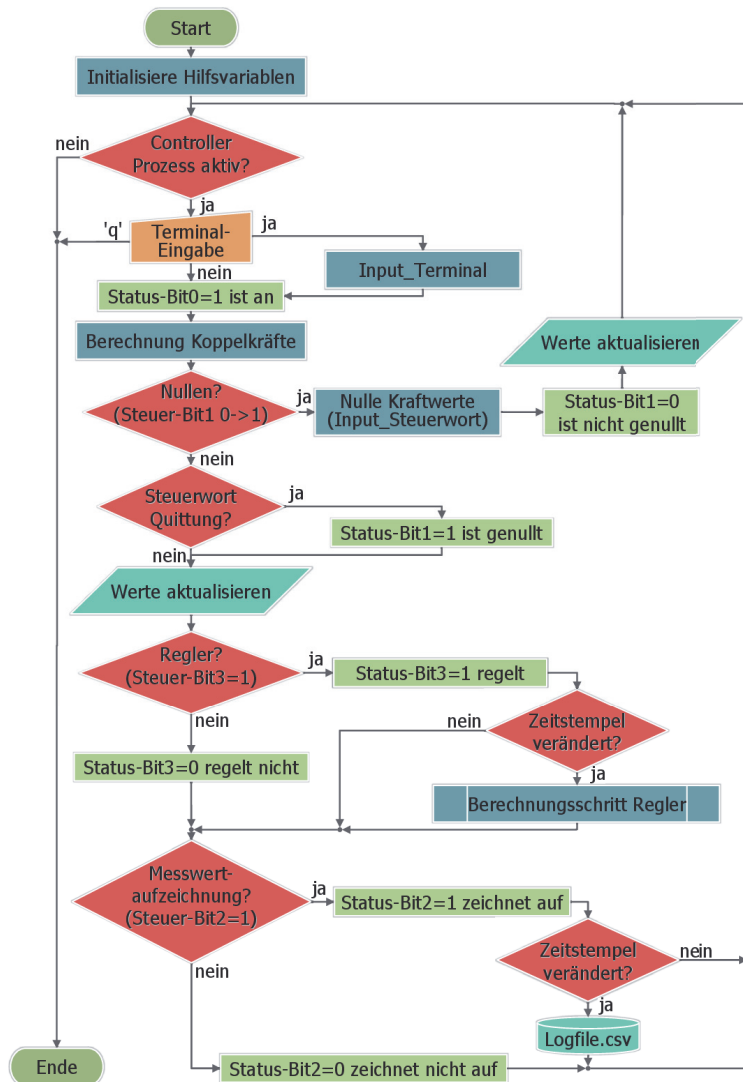 Start
Initialisiere Hilfsvariablen
nein
Controller
Prozess aktiv?
ja
'q'
Terminal-
Eingabe
ja
Input_Terminal
nein
Status-Bit0=1 ist an
Berechnung Koppelkräfte
Werte aktualisieren
Nullen?
(Steuer-Bit1 0->1)
ja
Nulle Kraftwerte
(Input_Steuerwort)
Status-Bit1=0
ist nicht genullt
nein
Steuerwort
Quittung?
ja
Status-Bit1=1 ist genullt
nein
Werte aktualisieren
Regler?
(Steuer-Bit3=1)
ja
Status-Bit3=1 regelt
nein
nein
Zeitstempel
verändert?
ja
Status-Bit3=0 regelt nicht
Berechnungsschritt Regler
Messwert-
aufzeichnung?
(Steuer-Bit2=1)
ja
Status-Bit2=1 zeichnet auf
nein
Zeitstempel
verändert?
nein
ja
Logfile.csv
Ende
Status-Bit2=0 zeichnet nicht auf